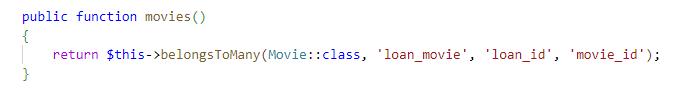 public function movies()
{
return $this->belongsToMany(Movie::class, 'loan_movie', 'loan_id', 'movie_id');
}